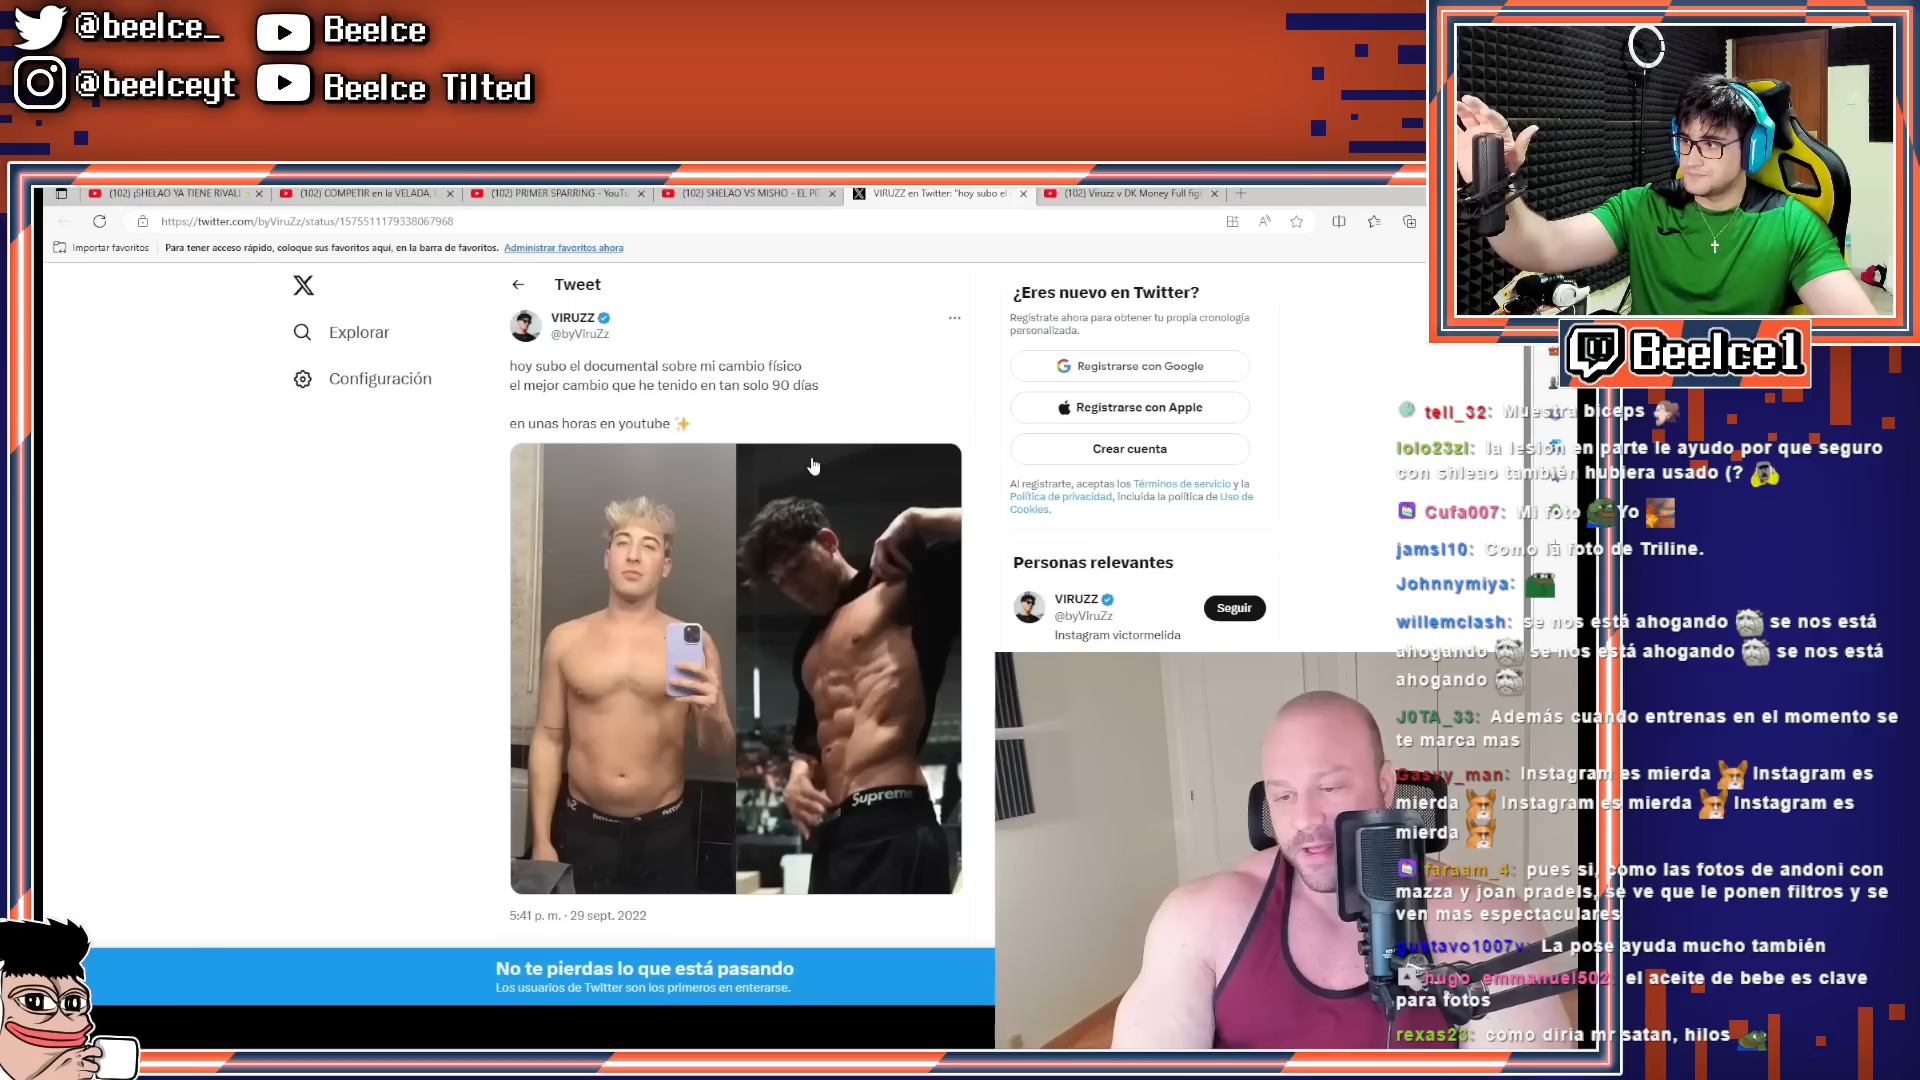 @beelce_
Beelce
@beelceyt
Beelce Tilted
(102) ¡SHELAO YA TIENE RIVAL!
(102) COMPETIR en la VELADA,
(102) PRIMER SPARRING - YouTu
(102) SHELAO VS MISHO - EL PE
VIRUZZ en Twitter: "hoy subo el
(102) Viruzz v DK Money Full fig
https://twitter.com/byViruZz/status/1575511179338067968
Importar favoritos
Para tener acceso rápido, coloque sus favoritos aquí, en la barra de favoritos.
Administrar favoritos ahora
Explorar
Configuración
Tweet
VIRUZZ
@byViruZz
hoy subo el documental sobre mi cambio físico
el mejor cambio que he tenido en tan solo 90 días
en unas horas en youtube ✨
Supreme
5:41 p. m. · 29 sept. 2022
No te pierdas lo que está pasando
Los usuarios de Twitter son los primeros en enterarse.
¿Eres nuevo en Twitter?
Regístrate ahora para obtener tu propia cronología
personalizada.
Registrarse con Google
Registrarse con Apple
Crear cuenta
Al registrarte, aceptas los Términos de servicio y la
Política de privacidad, incluida la política de Uso de
Cookies.
Personas relevantes
VIRUZZ
@byViruZz
Seguir
Instagram victormelida
Beelce1
tell_32: Muestra biceps
lolo23zl: la lesión en parte le ayudo por que seguro
con shleao también hubiera usado (?
Cufa007: Mi foto Yo
jamsl10: Como la foto de Triline.
Johnnymiya:
willemclash: se nos está ahogando se nos está
ahogando se nos está ahogando se nos está
ahogando
J0TA_33: Además cuando entrenas en el momento se
te marca mas
Gasvy_man: Instagram es mierda Instagram es
mierda Instagram es mierda Instagram es
mierda
faraam_4: pues si, como las fotos de andoni con
mazza y joan pradels, se ve que le ponen filtros y se
ven mas espectaculares
gustavo1007v: La pose ayuda mucho también
hugo_emmanuel502: el aceite de bebe es clave
para fotos
rexas23: como diria mr satan, hilos